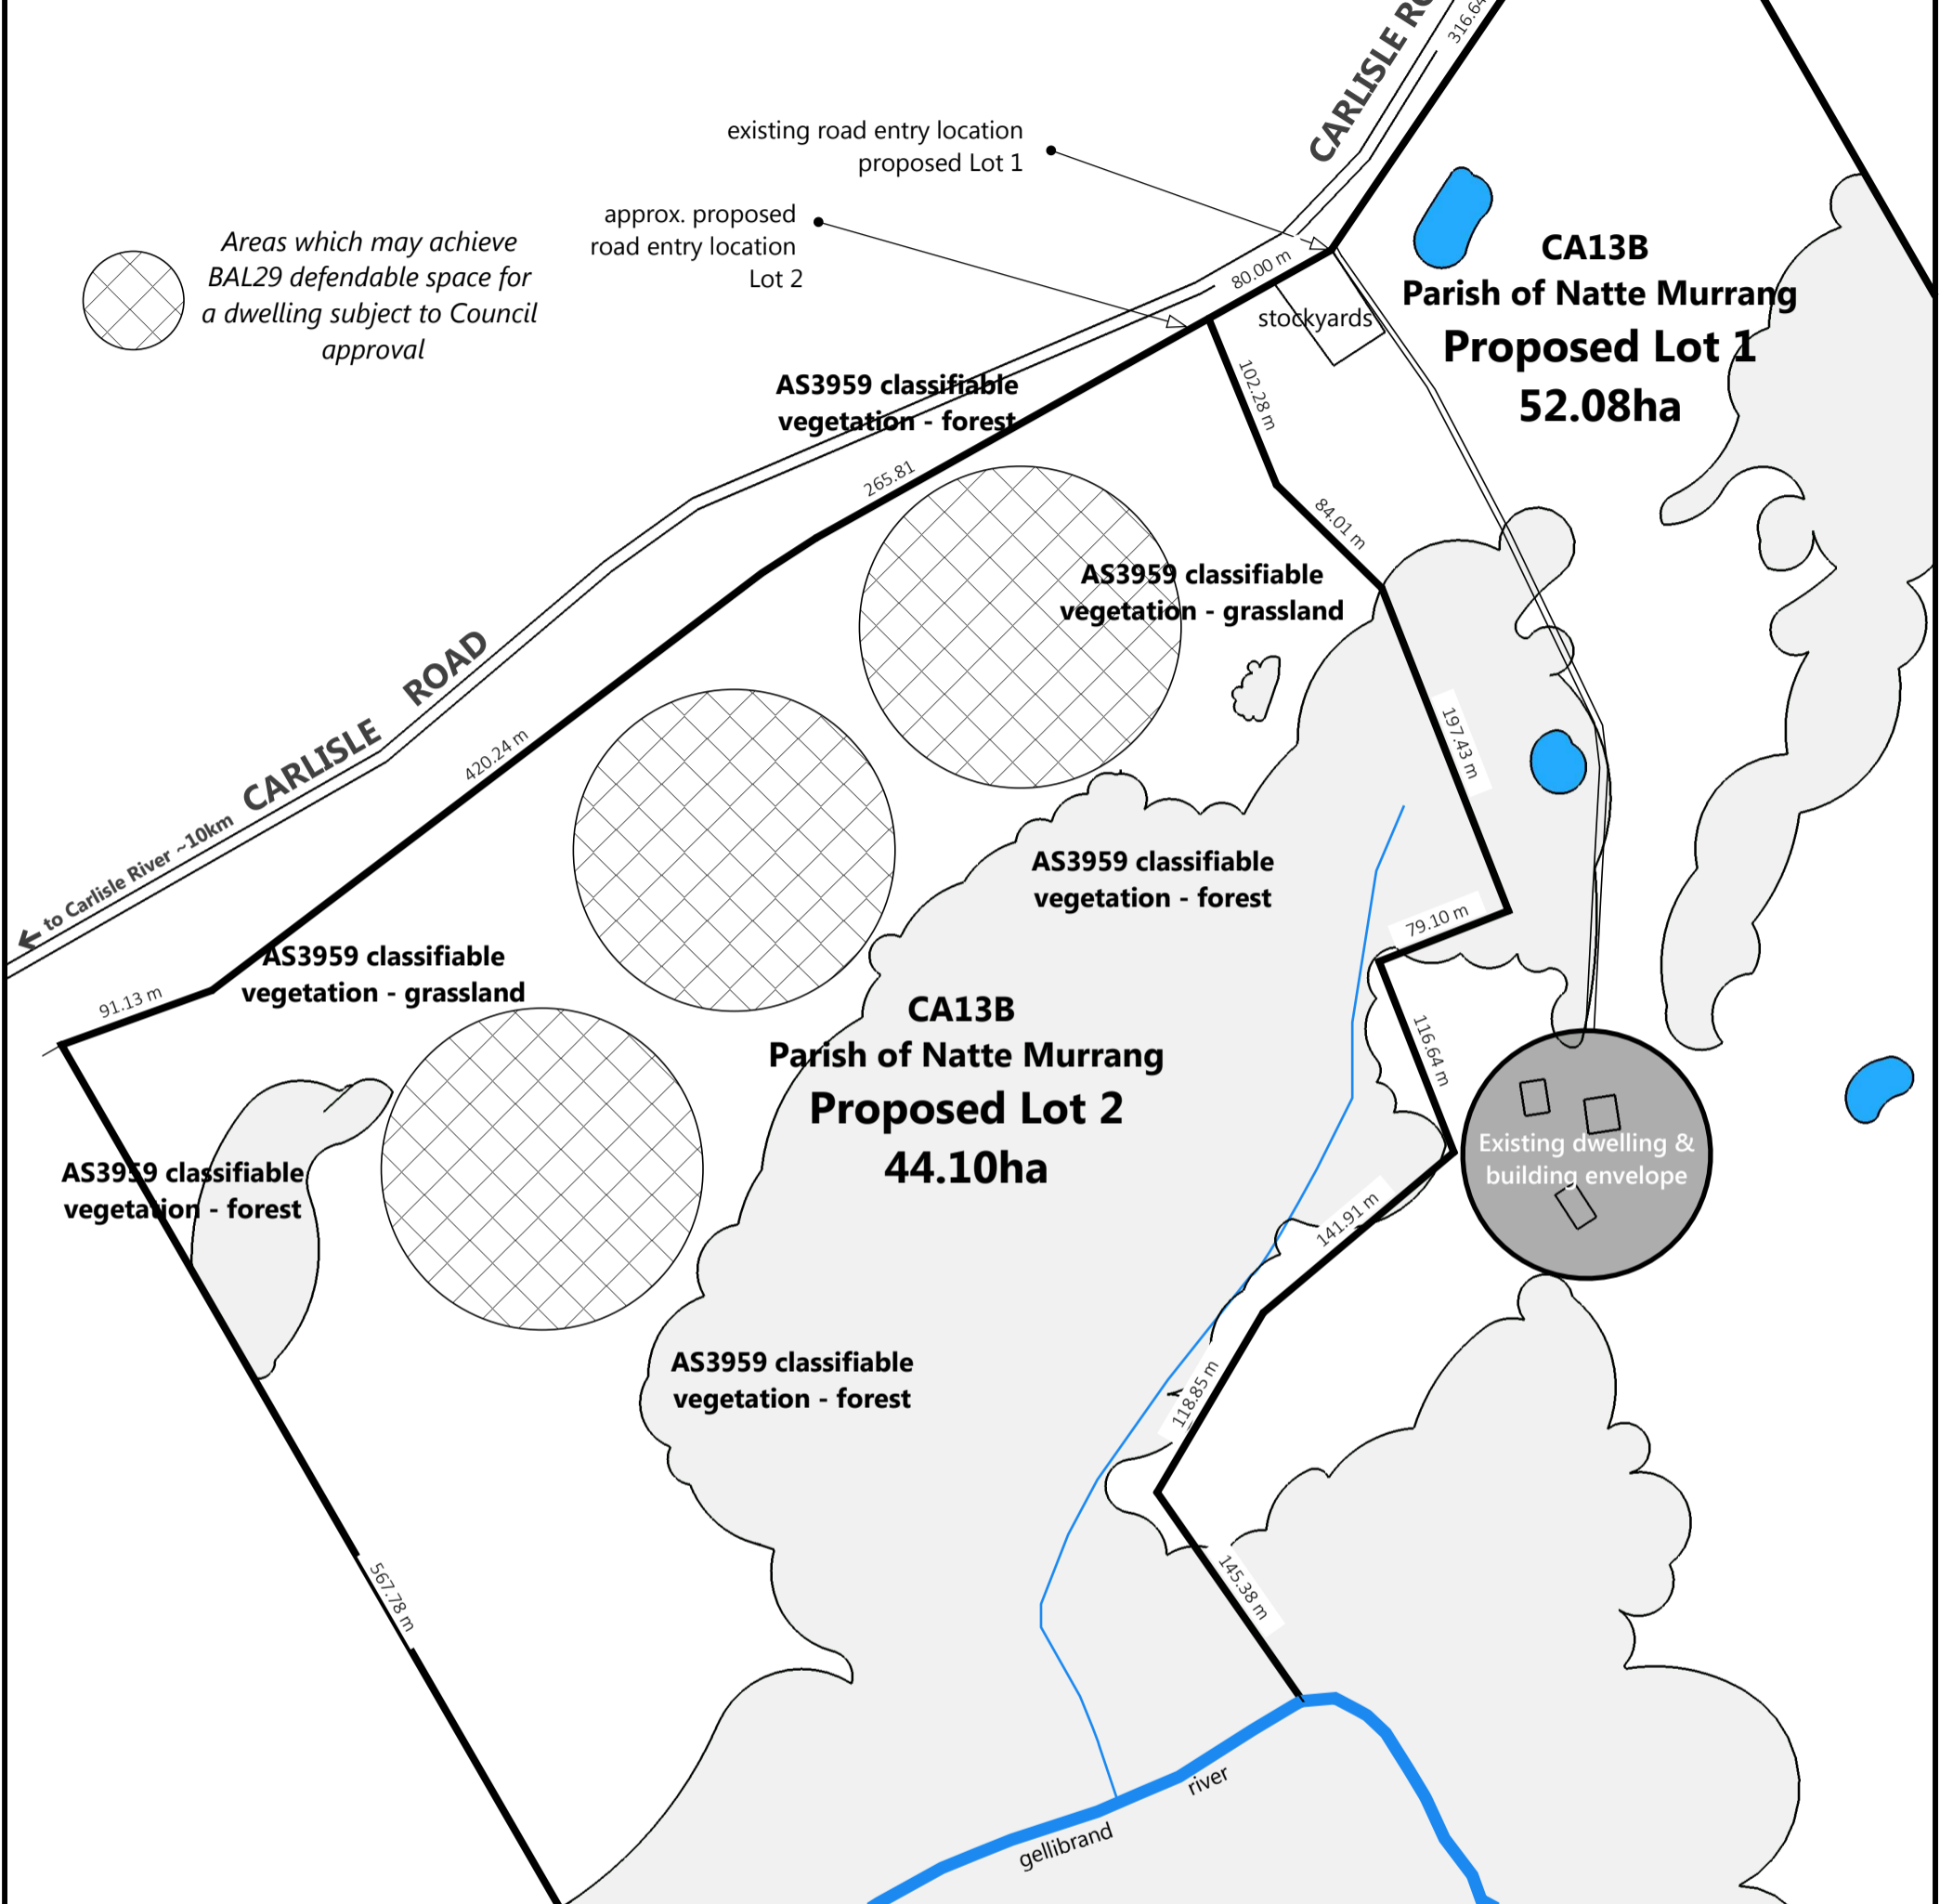 CARLISLE RO
316.64
existing road entry location
proposed Lot 1
approx. proposed
road entry location
Lot 2
Areas which may achieve
BAL29 defendable space for
a dwelling subject to Council
approval
80.00 m
stockyards
CA13B
Parish of Natte Murrang
Proposed Lot 1
52.08ha
AS3959 classifiable
vegetation - forest
102.28 m
265.81
84.01 m
AS3959 classifiable
vegetation - grassland
CARLISLE ROAD
420.24 m
197.43 m
to Carlisle River ~10km
AS3959 classifiable
vegetation - forest
79.10 m
AS3959 classifiable
vegetation - grassland
91.13 m
CA13B
Parish of Natte Murrang
Proposed Lot 2
44.10ha
116.64 m
Existing dwelling &
building envelope
AS3959 classifiable
vegetation - forest
141.91 m
AS3959 classifiable
vegetation - forest
118.85 m
567.78 m
145.38 m
river
gellibrand